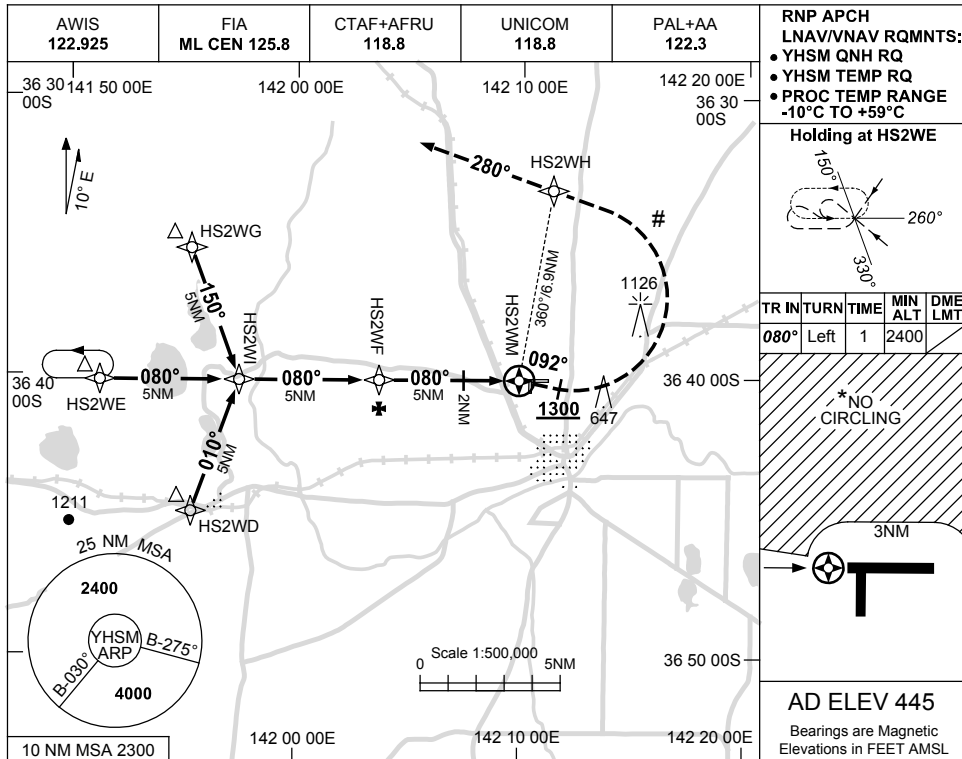 AWIS
122.925
FIA
ML CEN 125.8
CTAF+AFRU
118.8
UNICOM
118.8
PAL+AA
122.3
RNP APCH
LNAV/VNAV RQMNTS:
• YHSM QNH RQ
• YHSM TEMP RQ
• PROC TEMP RANGE
-10°C TO +59°C
36 30
00S
141 50 00E
142 00 00E
142 10 00E
142 20 00E
36 30
00S
10° E
HS2WG
150°
5NM
HS2WH
280°
#
360°/6.9NM
1126
HS2WI
HS2WF
HS2WM
092°
080°
5NM
080°
5NM
080°
5NM
2NM
36 40
00S
HS2WE
36 40 00S
1300
647
010°
5NM
HS2WD
1211
25 NM MSA
2400
YHSM
ARP
B-275°
B-030°
4000
Scale 1:500,000
0
5NM
36 50 00S
10 NM MSA 2300
142 00 00E
142 10 00E
142 20 00E
Holding at HS2WE
150°
260°
330°
TR IN
TURN
TIME
MIN
ALT
DME
LMT
080°
Left
1
2400
*NO
CIRCLING
3NM
AD ELEV 445
Bearings are Magnetic
Elevations in FEET AMSL